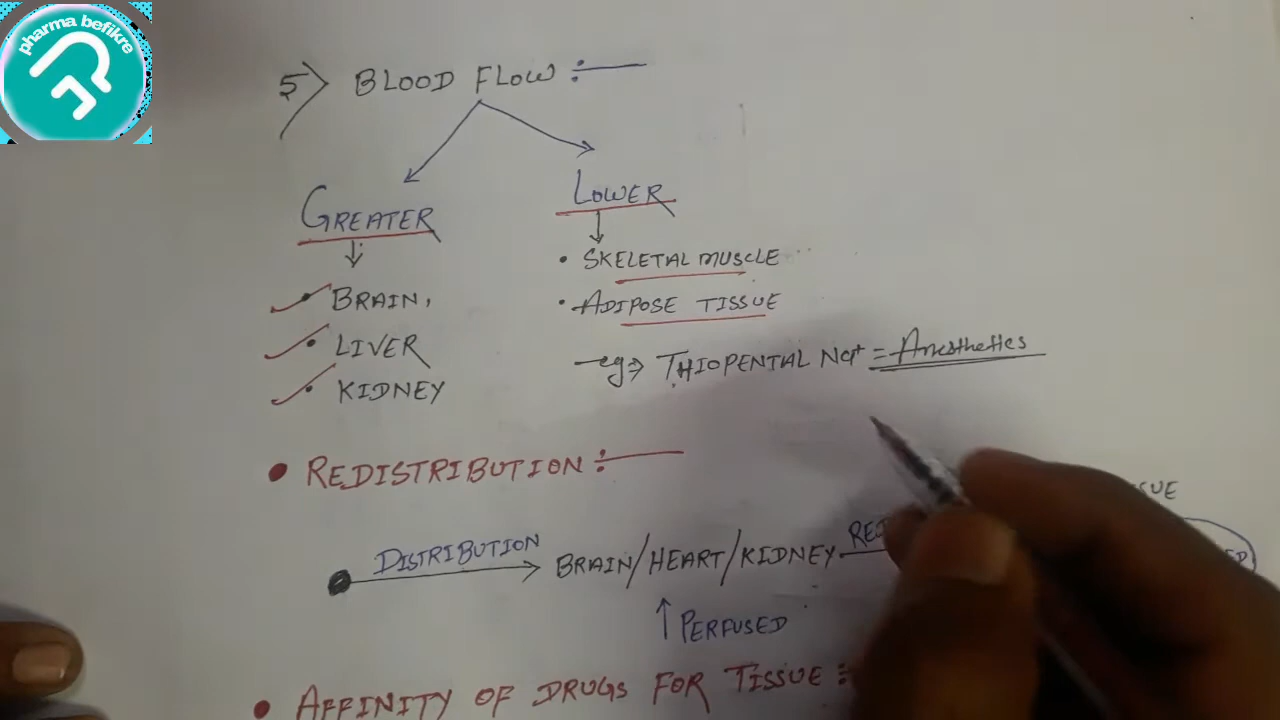 pharma befikre
5) BLOOD FLOW :-
GREATER
LOWER
• BRAIN,
• LIVER
• KIDNEY
• SKELETAL MUSCLE
• ADIPOSE TISSUE
eg → THIOPENTAL Na+ = Anesthetics
• REDISTRIBUTION :-
DISTRIBUTION
BRAIN/HEART/KIDNEY
↑ PERFUSED
• AFFINITY OF DRUGS FOR TISSUE :-